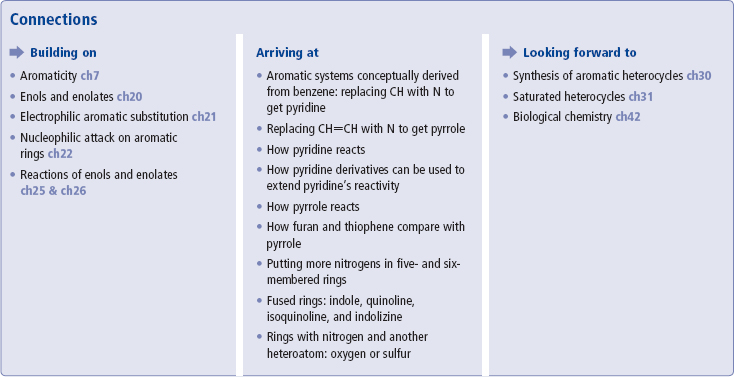 Connections
Building on
• Aromaticity ch7
• Enols and enolates ch20
• Electrophilic aromatic substitution ch21
• Nucleophilic attack on aromatic
rings ch22
• Reactions of enols and enolates
ch25 & ch26
Arriving at
• Aromatic systems conceptually derived
from benzene: replacing CH with N to
get pyridine
• Replacing CH=CH with N to get pyrrole
• How pyridine reacts
• How pyridine derivatives can be used to
extend pyridine’s reactivity
• How pyrrole reacts
• How furan and thiophene compare with
pyrrole
• Putting more nitrogens in five- and six-
membered rings
• Fused rings: indole, quinoline,
isoquinoline, and indolizine
• Rings with nitrogen and another
heteroatom: oxygen or sulfur
Looking forward to
• Synthesis of aromatic heterocycles ch30
• Saturated heterocycles ch31
• Biological chemistry ch42